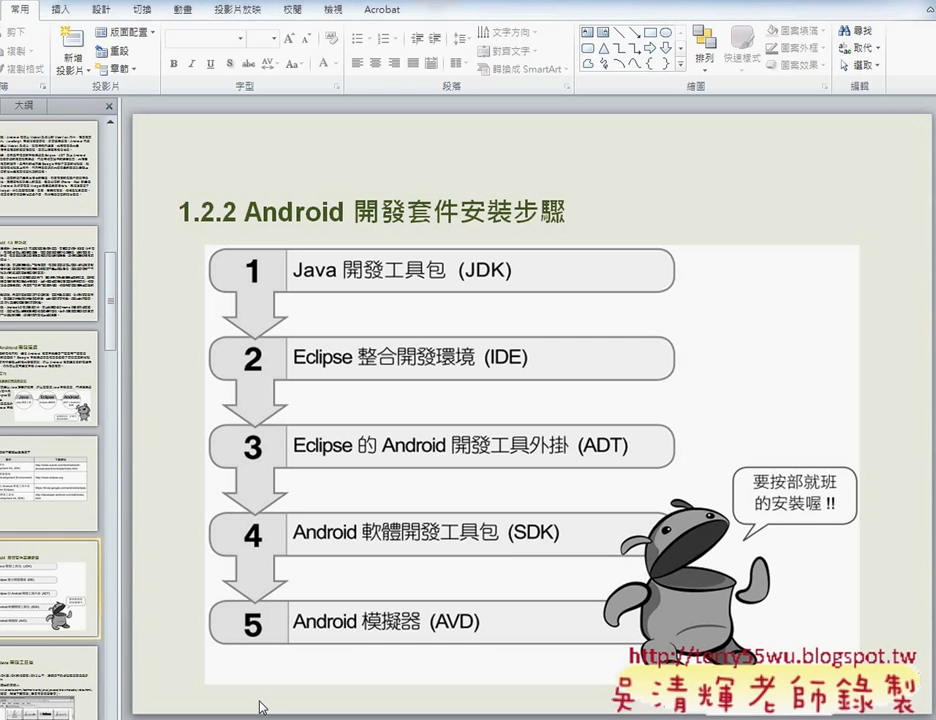 常用 插入 設計 切換 動畫 投影片放映 校閱 檢視 Acrobat
剪下
複製
複製格式
新增
投影片
版面配置
重設
章節
投影片
B I U S abc AV Aa A
字型
文字方向
對齊文字
轉換成 SmartArt
段落
排列
快速樣式
圖案填滿
圖案外框
圖案效果
繪圖
尋找
取代
選取
編輯
大綱
1.2.2 Android 開發套件安裝步驟
1 Java 開發工具包 (JDK)
2 Eclipse 整合開發環境 (IDE)
3 Eclipse 的 Android 開發工具外掛 (ADT)
4 Android 軟體開發工具包 (SDK)
5 Android 模擬器 (AVD)
要按部就班
的安裝喔 !!
http://terry55wu.blogspot.tw
吳清輝老師錄製